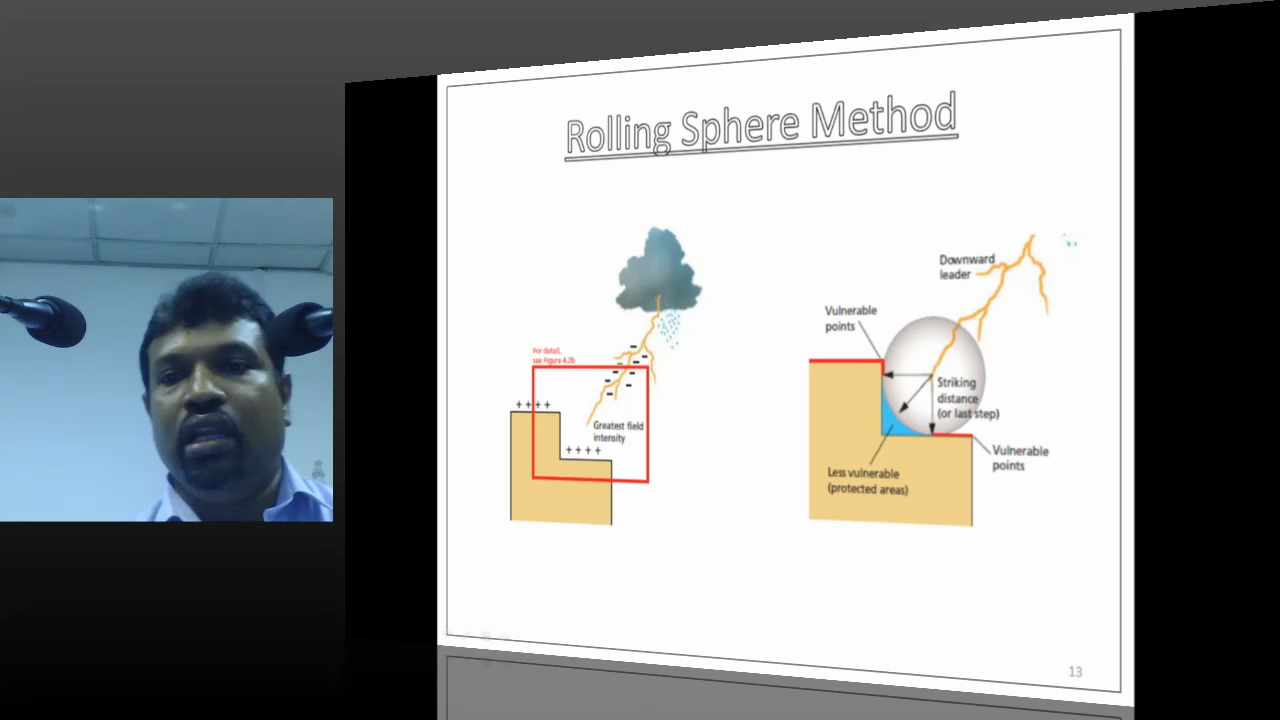 Rolling Sphere Method
For detail,
see Figure 4.2b
+ + + +
Greatest field
intensity
+ + + +
Downward
leader
Vulnerable
points
Striking
distance
(or last step)
Vulnerable
points
Less vulnerable
(protected areas)
13